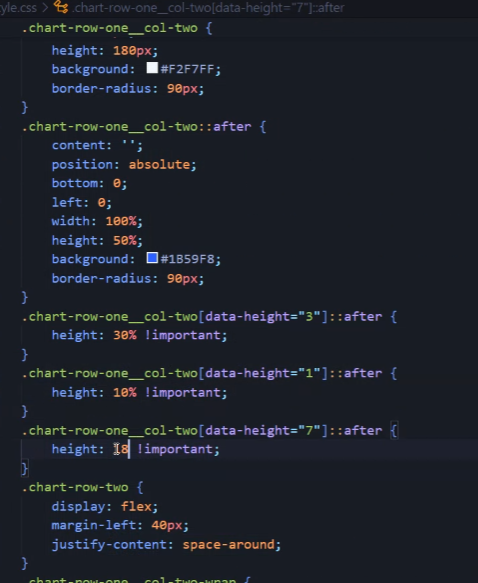 tyle.css > .chart-row-one__col-two[data-height="7"]::after
.chart-row-one__col-two {
height: 180px;
background: #F2F7FF;
border-radius: 90px;
}
.chart-row-one__col-two::after {
content: '';
position: absolute;
bottom: 0;
left: 0;
width: 100%;
height: 50%;
background: #1B59F8;
border-radius: 90px;
}
.chart-row-one__col-two[data-height="3"]::after {
height: 30% !important;
}
.chart-row-one__col-two[data-height="1"]::after {
height: 10% !important;
}
.chart-row-one__col-two[data-height="7"]::after {
height: 18 !important;
}
.chart-row-two {
display: flex;
margin-left: 40px;
justify-content: space-around;
}
.chart-row-one__col-two-wrap {